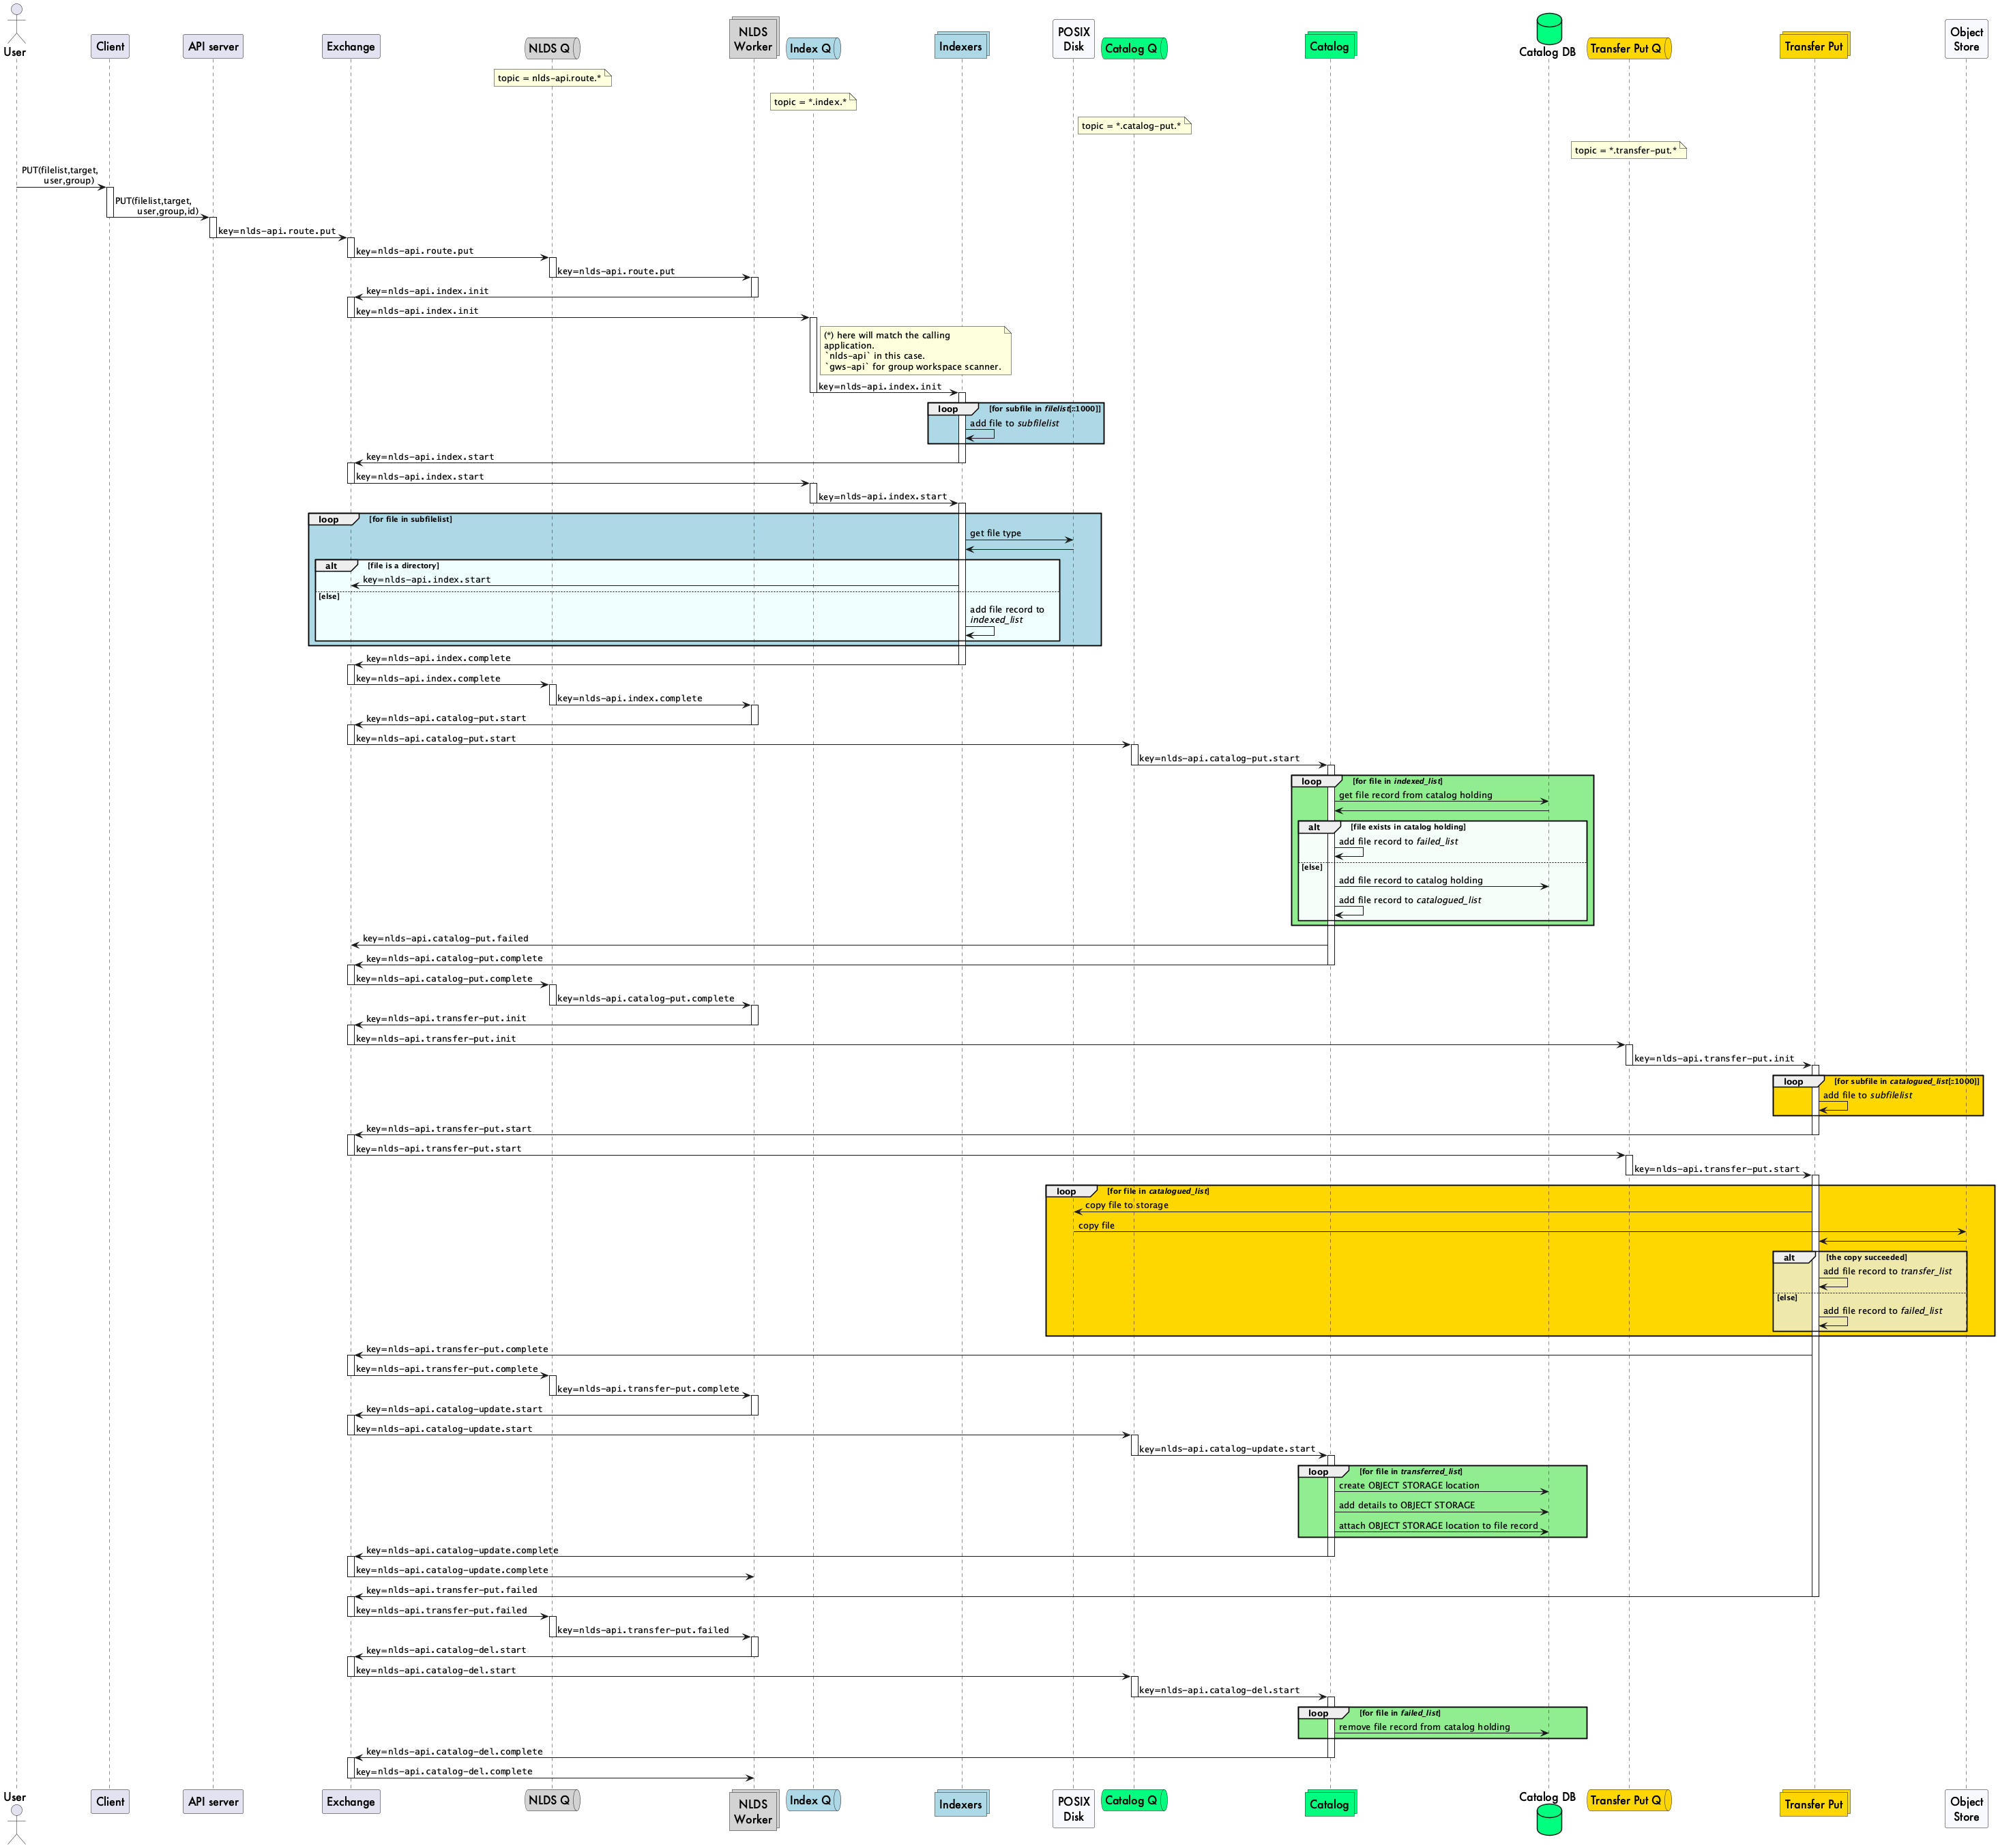 User
Client
API server
Exchange
NLDS Q
NLDS
Worker
Index Q
Indexers
POSIX
Disk
Catalog Q
Catalog
Catalog DB
Transfer Put Q
Transfer Put
Object
Store
topic = nlds-api.route.*
topic = *.index.*
topic = *.catalog-put.*
topic = *.transfer-put.*
PUT(filelist,target,
user,group)
PUT(filelist,target,
user,group,id)
key=nlds-api.route.put
key=nlds-api.route.put
key=nlds-api.route.put
key=nlds-api.index.init
key=nlds-api.index.init
(*) here will match the calling
application.
`nlds-api` in this case.
`gws-api` for group workspace scanner.
key=nlds-api.index.init
loop [for subfile in filelist[::1000]]
add file to subfilelist
key=nlds-api.index.start
key=nlds-api.index.start
key=nlds-api.index.start
loop [for file in subfilelist]
get file type
alt [file is a directory]
key=nlds-api.index.start
[else]
add file record to
indexed_list
key=nlds-api.index.complete
key=nlds-api.index.complete
key=nlds-api.index.complete
key=nlds-api.catalog-put.start
key=nlds-api.catalog-put.start
key=nlds-api.catalog-put.start
loop [for file in indexed_list]
get file record from catalog holding
alt [file exists in catalog holding]
add file record to failed_list
[else]
add file record to catalog holding
add file record to catalogued_list
key=nlds-api.catalog-put.failed
key=nlds-api.catalog-put.complete
key=nlds-api.catalog-put.complete
key=nlds-api.catalog-put.complete
key=nlds-api.transfer-put.init
key=nlds-api.transfer-put.init
key=nlds-api.transfer-put.init
loop [for subfile in catalogued_list[::1000]]
add file to subfilelist
key=nlds-api.transfer-put.start
key=nlds-api.transfer-put.start
key=nlds-api.transfer-put.start
loop [for file in catalogued_list]
copy file to storage
copy file
alt [the copy succeeded]
add file record to transfer_list
[else]
add file record to failed_list
key=nlds-api.transfer-put.complete
key=nlds-api.transfer-put.complete
key=nlds-api.transfer-put.complete
key=nlds-api.catalog-update.start
key=nlds-api.catalog-update.start
key=nlds-api.catalog-update.start
loop [for file in transferred_list]
create OBJECT STORAGE location
add details to OBJECT STORAGE
attach OBJECT STORAGE location to file record
key=nlds-api.catalog-update.complete
key=nlds-api.catalog-update.complete
key=nlds-api.transfer-put.failed
key=nlds-api.transfer-put.failed
key=nlds-api.transfer-put.failed
key=nlds-api.catalog-del.start
key=nlds-api.catalog-del.start
key=nlds-api.catalog-del.start
loop [for file in failed_list]
remove file record from catalog holding
key=nlds-api.catalog-del.complete
key=nlds-api.catalog-del.complete
User
Client
API server
Exchange
NLDS Q
NLDS
Worker
Index Q
Indexers
POSIX
Disk
Catalog Q
Catalog
Catalog DB
Transfer Put Q
Transfer Put
Object
Store